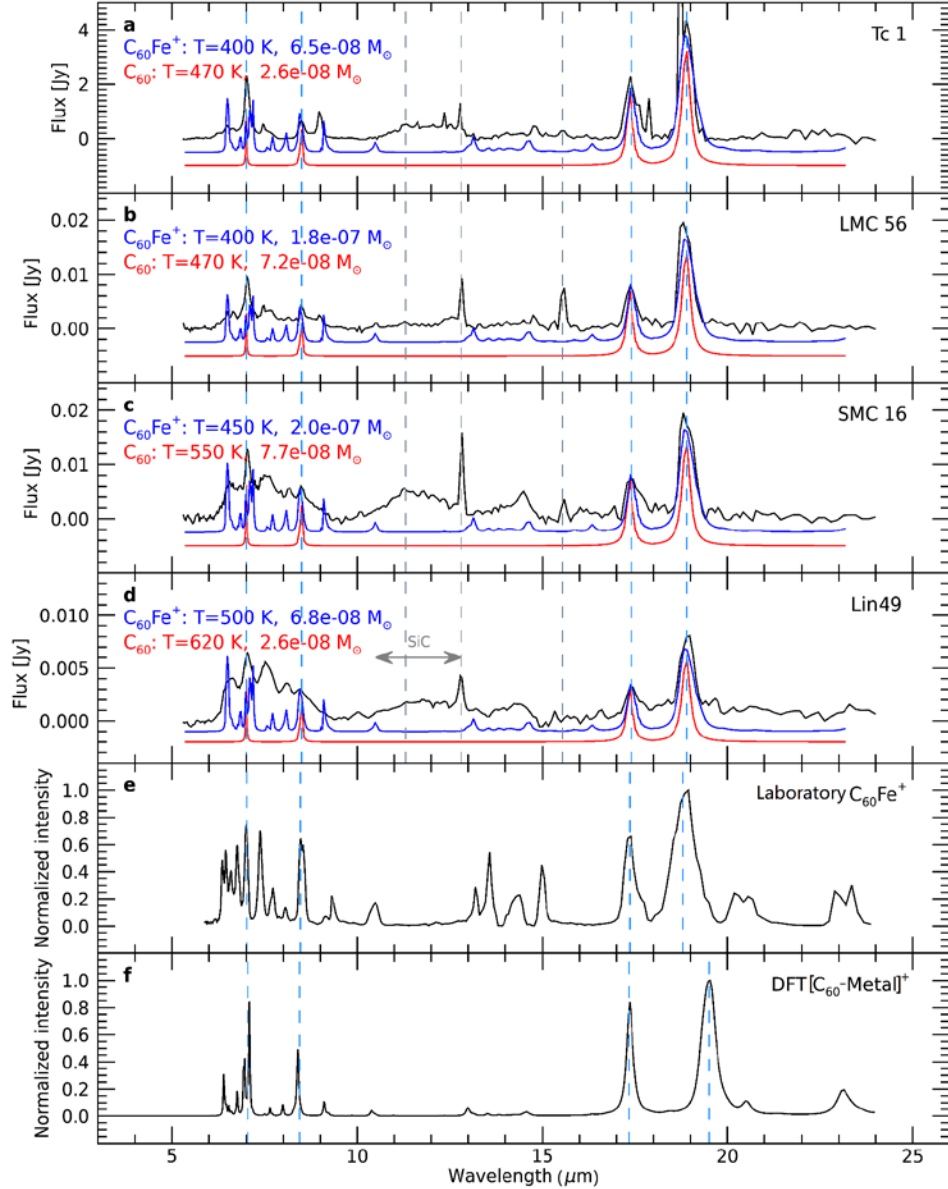 a
Tc 1
C₆₀Fe⁺: T=400 K, 6.5e-08 M☉
C₆₀: T=470 K 2.6e-08 M☉
Flux [Jy]
4
2
0
b
LMC 56
C₆₀Fe⁺: T=400 K, 1.8e-07 M☉
C₆₀: T=470 K, 7.2e-08 M☉
Flux [Jy]
0.02
0.01
0.00
c
SMC 16
C₆₀Fe⁺: T=450 K, 2.0e-07 M☉
C₆₀: T=550 K, 7.7e-08 M☉
Flux [Jy]
0.02
0.01
0.00
d
Lin49
C₆₀Fe⁺: T=500 K, 6.8e-08 M☉
C₆₀: T=620 K, 2.6e-08 M☉
SiC
Flux [Jy]
0.010
0.005
0.000
e
Laboratory C₆₀Fe⁺
Normalized intensity
1.0
0.8
0.6
0.4
0.2
0.0
f
DFT[C₆₀-Metal]⁺
Normalized intensity
1.0
0.8
0.6
0.4
0.2
0.0
5 10 15 20 25
Wavelength (μm)